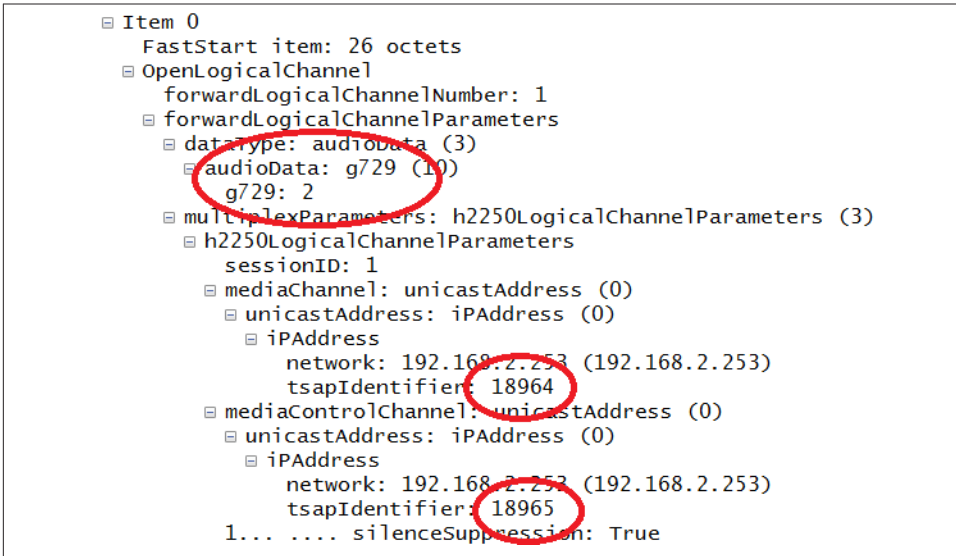 Item 0
FastStart item: 26 octets
OpenLogicalChannel
forwardLogicalChannelNumber: 1
forwardLogicalChannelParameters
dataType: audioData (3)
audioData: g729 (10)
g729: 2
multiplexParameters: h2250LogicalChannelParameters (3)
h2250LogicalChannelParameters
sessionID: 1
mediaChannel: unicastAddress (0)
unicastAddress: iPAddress (0)
iPAddress
network: 192.168.2.253 (192.168.2.253)
tsapIdentifier: 18964
mediaControlChannel: unicastAddress (0)
unicastAddress: iPAddress (0)
iPAddress
network: 192.168.2.253 (192.168.2.253)
tsapIdentifier: 18965
1... .... silenceSuppression: True